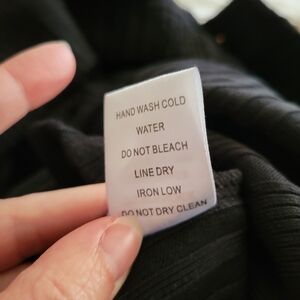 HAND WASH COLD
WATER
DO NOT BLEACH
LINE DRY
IRON LOW
DO NOT DRY CLEAN